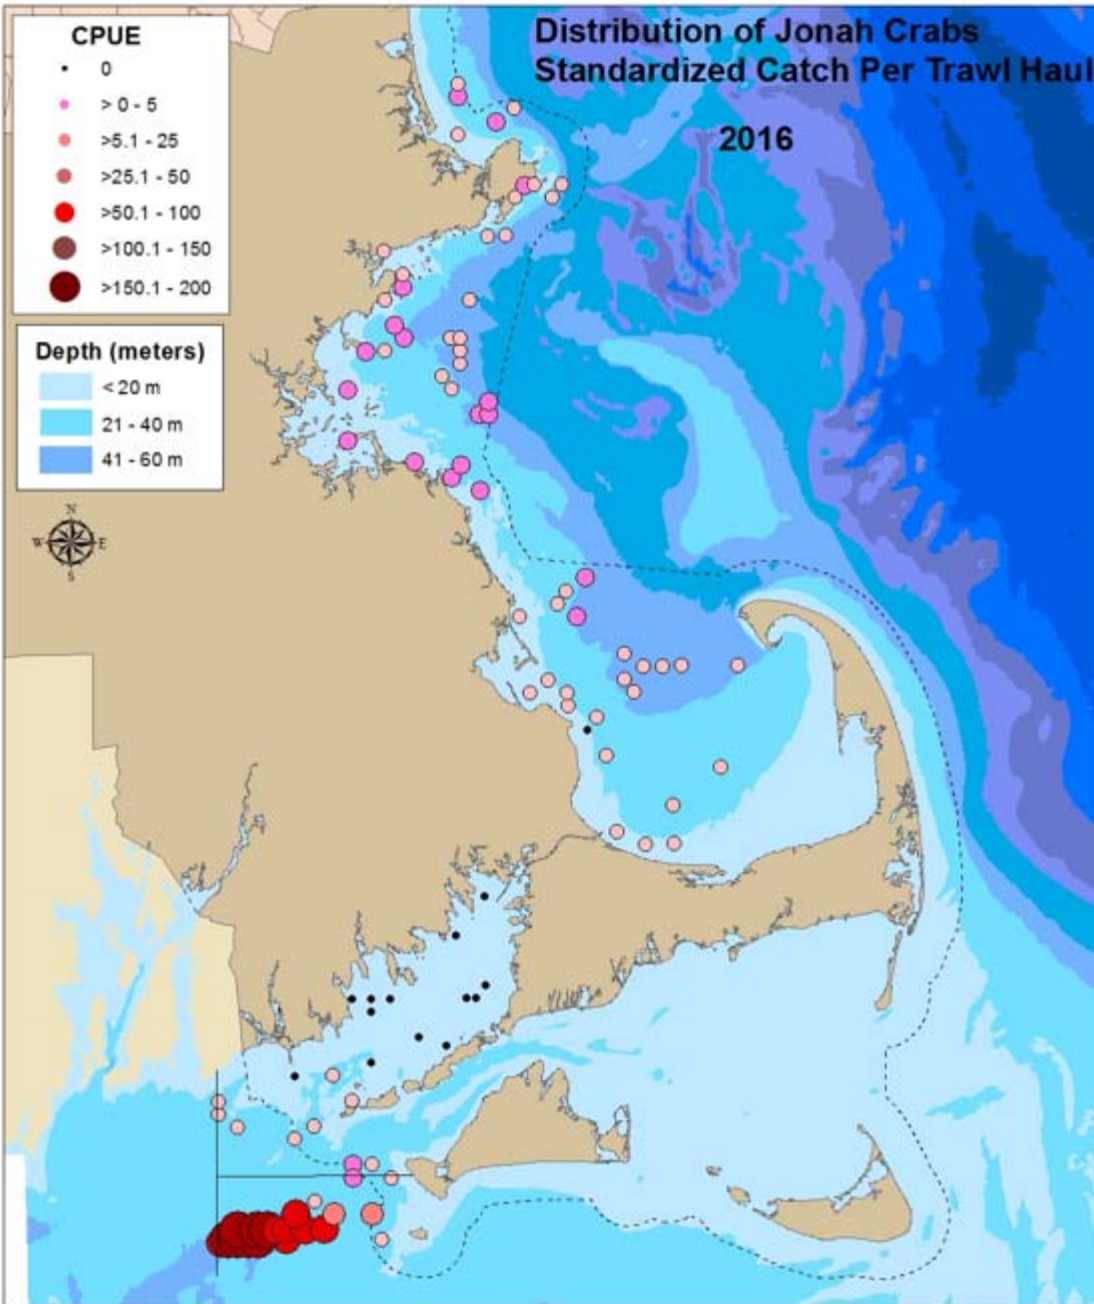 Distribution of Jonah Crabs
Standardized Catch Per Trawl Haul
2016
CPUE
0
> 0 - 5
>5.1 - 25
>25.1 - 50
>50.1 - 100
>100.1 - 150
>150.1 - 200
Depth (meters)
< 20 m
21 - 40 m
41 - 60 m
N
W E
S